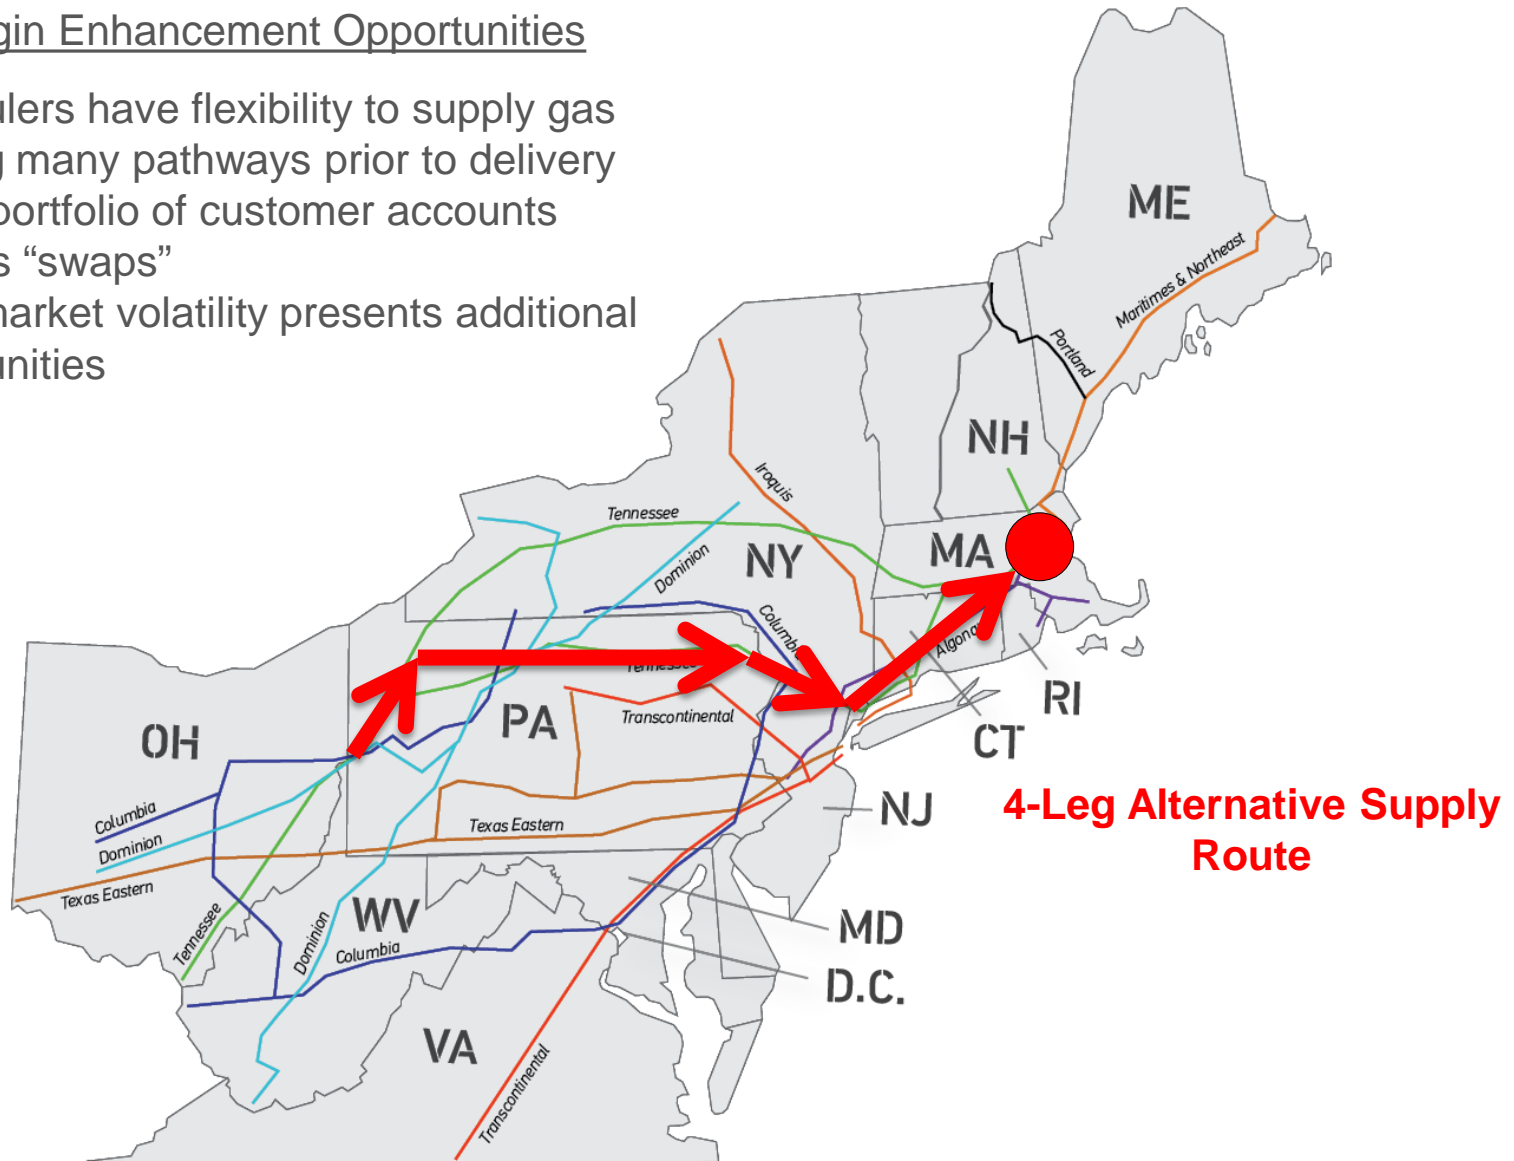 gin Enhancement Opportunities
ulers have flexibility to supply gas
g many pathways prior to delivery
portfolio of customer accounts
s “swaps”
market volatility presents additional
unities
ME
Maritimes & Northeast
Portland
NH
Iroquis
Tennessee
MA
NY
Dominion
Columbi
Algona
Tennessee
RI
PA
Transcontinental
OH
CT
4-Leg Alternative Supply
Route
NJ
Columbia
Texas Eastern
Dominion
Texas Eastern
WV
MD
Tennessee
Dominion
Columbia
D.C.
VA
Transcontinental